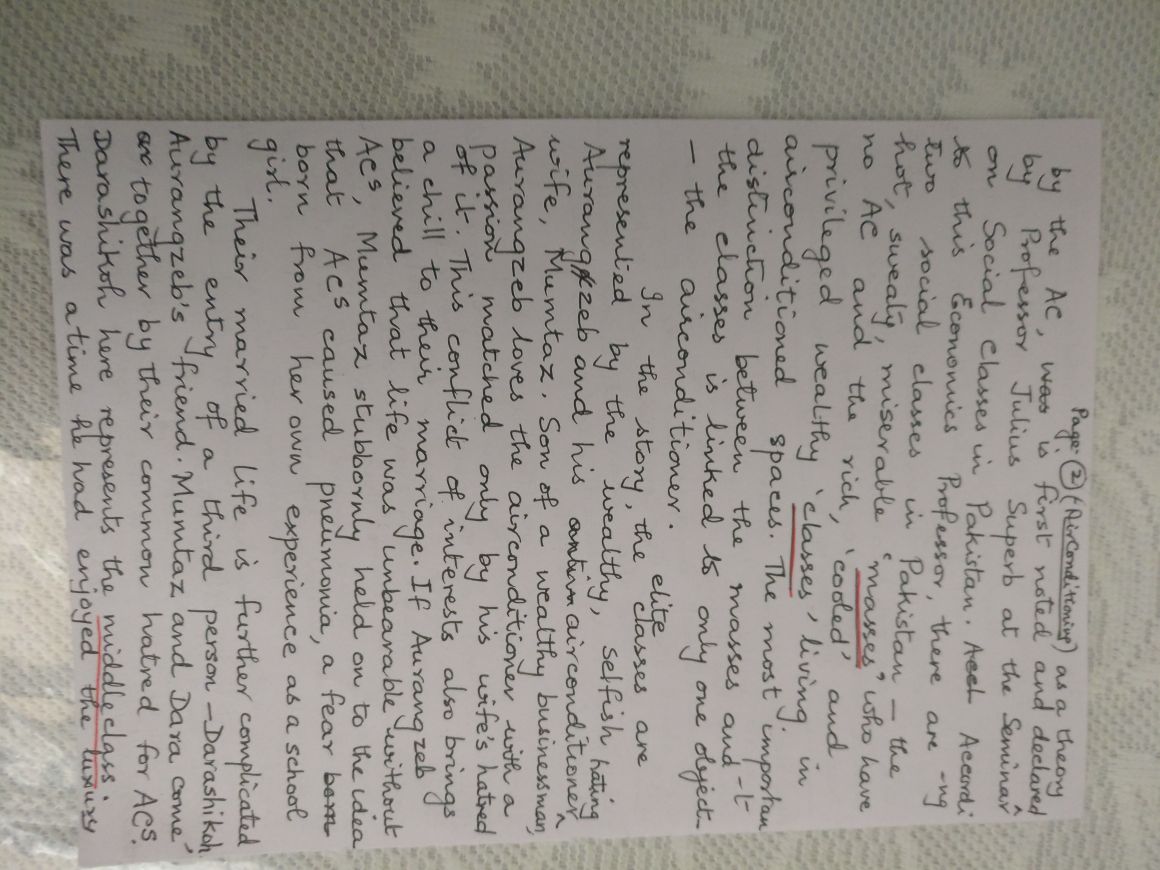 Page-② (AirConditioning) as a theory
by the AC, was is first noted and declared
by Professor Julius Superb at the Seminar
on Social Classes in Pakistan. Accordi
to this Economics Professor, there are -ng
two social classes in Pakistan – the
hot, sweaty, miserable 'masses" who have
no AC and the rich, 'cooled' and
privileged wealthy 'classes' living in
airconditioned spaces. The most importan
distinction between the masses and -t
the classes is linked to only one object-
– the airconditioner.
In the story, the elite classes are
represented by the wealthy, selfish
Aurangzeb and his airconditioner hating
wife, Mumtaz. Son of a wealthy businessman,
Aurangzeb loves the airconditioner with a
passion matched only by his wife's hatred
of it. This conflict of interests also brings
a chill to their marriage. If Aurangzeb
believed that life was unbearable without
ACs, Mumtaz stubbornly held on to the idea
that ACs caused pneumonia, a fear born
born from her own experience as a school
girl.
Their married life is further complicated
by the entry of a third person – Darashikoh,
Aurangzeb's friend. Mumtaz and Dara come
together by their common hatred for ACs.
Darashikoh here represents the middleclass.
There was a time he had enjoyed the luxury